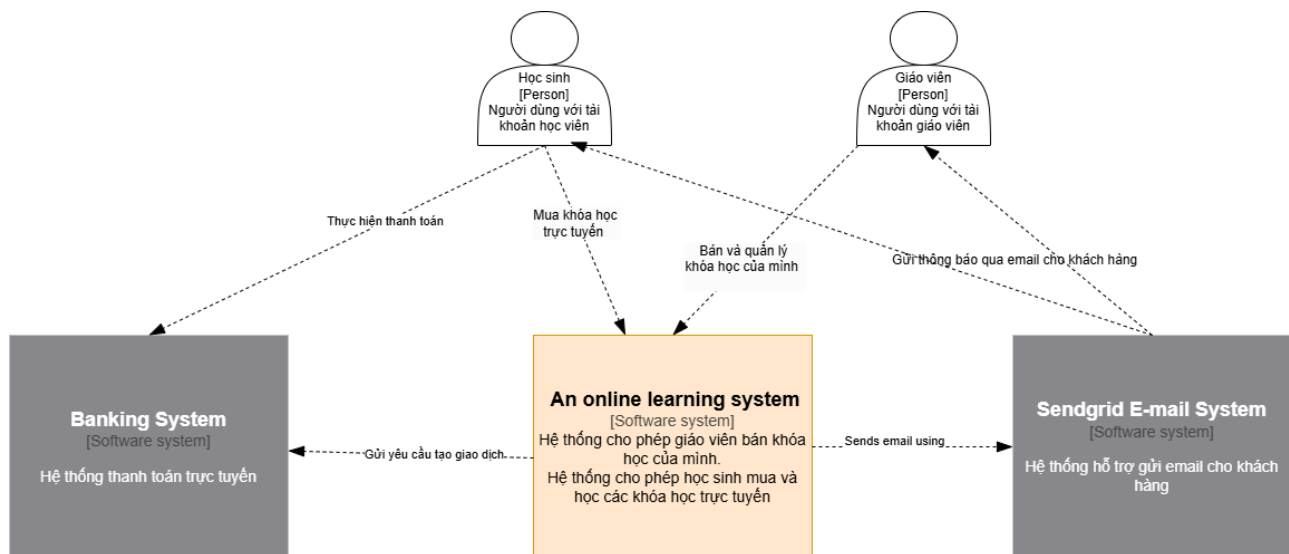 Học sinh
[Person]
Người dùng với tài
khoản học viên
Giáo viên
[Person]
Người dùng với tài
khoản giáo viên
Thực hiện thanh toán
Mua khóa học
trực tuyến
Bán và quản lý
khóa học của mình
Gửi thông báo qua email cho khách hàng
Banking System
[Software system]
Hệ thống thanh toán trực tuyến
Gửi yêu cầu tạo giao dịch
An online learning system
[Software system]
Hệ thống cho phép giáo viên bán khóa
học của mình.
Hệ thống cho phép học sinh mua và
học các khóa học trực tuyến
Sends email using
Sendgrid E-mail System
[Software system]
Hệ thống hỗ trợ gửi email cho khách
hàng